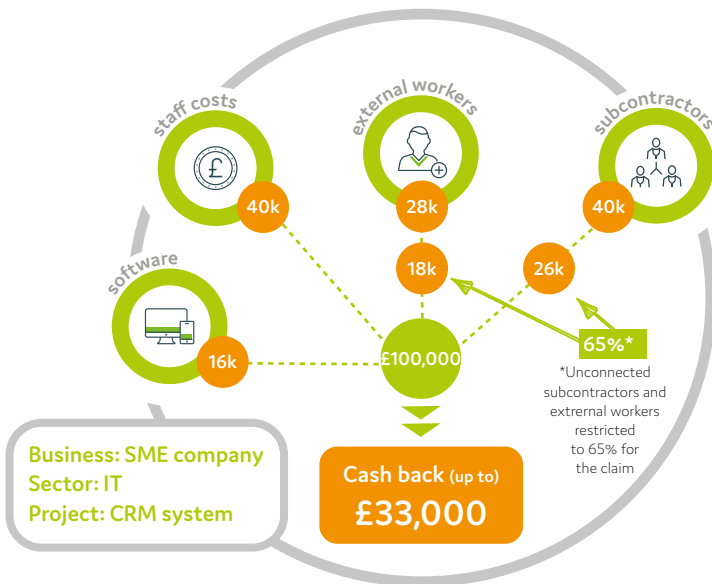 staff costs
£
40k
external workers
28k
18k
subcontractors
40k
26k
software
16k
£100,000
65%*
*Unconnected
subcontractors and
extrernal workers
restricted
to 65% for
the claim
Business: SME company
Sector: IT
Project: CRM system
Cash back (up to)
£33,000